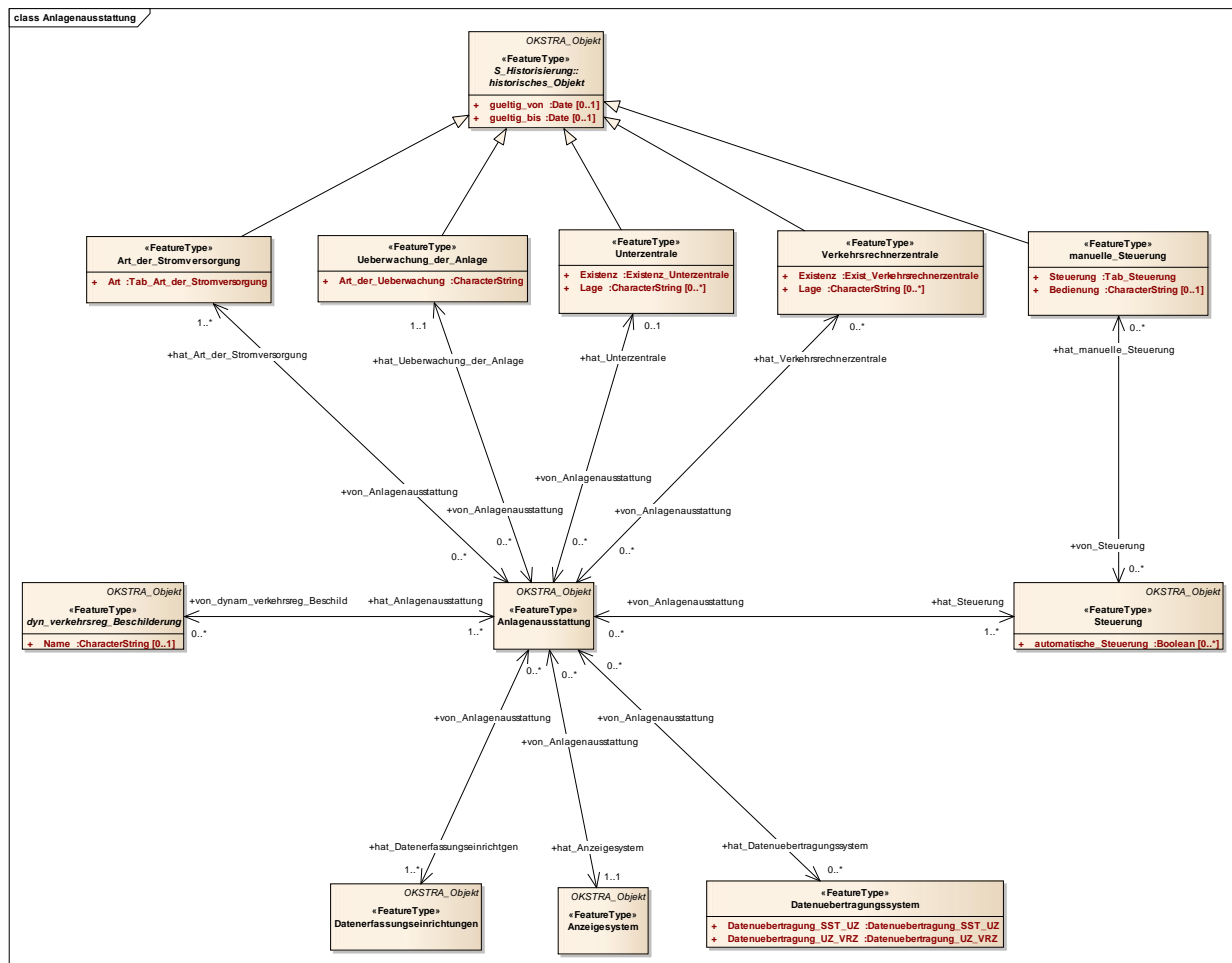 class Anlagenausstattung
OKSTRA_Objekt
«FeatureType»
S_Historisierung::
historisches_Objekt
+ gueltig_von :Date [0..1]
+ gueltig_bis :Date [0..1]
«FeatureType»
Art_der_Stromversorgung
+ Art :Tab_Art_der_Stromversorgung
«FeatureType»
Ueberwachung_der_Anlage
+ Art_der_Ueberwachung :CharacterString
«FeatureType»
Unterzentrale
+ Existenz :Existenz_Unterzentrale
+ Lage :CharacterString [0..*]
«FeatureType»
Verkehrsrechnerzentrale
+ Existenz :Exist_Verkehrsrechnerzentrale
+ Lage :CharacterString [0..*]
«FeatureType»
manuelle_Steuerung
+ Steuerung :Tab_Steuerung
+ Bedienung :CharacterString [0..1]
1..*
1..1
0..1
0..*
0..*
+hat_Art_der_Stromversorgung
+hat_Ueberwachung_der_Anlage
+hat_Unterzentrale
+hat_Verkehrsrechnerzentrale
+hat_manuelle_Steuerung
+von_Anlagenausstattung
+von_Anlagenausstattung
+von_Anlagenausstattung
+von_Anlagenausstattung
+von_Steuerung
0..*
0..*
0..*
0..*
0..*
OKSTRA_Objekt
«FeatureType»
dyn_verkehrsreg_Beschilderung
+ Name :CharacterString [0..1]
+von_dynam_verkehrsreg_Beschild
0..*
+hat_Anlagenausstattung
1..*
OKSTRA_Objekt
«FeatureType»
Anlagenausstattung
+von_Anlagenausstattung
0..*
+hat_Steuerung
1..*
OKSTRA_Objekt
«FeatureType»
Steuerung
+ automatische_Steuerung :Boolean [0..*]
0..*
0..*
0..*
+von_Anlagenausstattung
+von_Anlagenausstattung
+von_Anlagenausstattung
+hat_Datenerfassungseinrichtgen
+hat_Anzeigesystem
+hat_Datenuebertragungssystem
1..*
1..1
0..*
OKSTRA_Objekt
«FeatureType»
Datenerfassungseinrichtungen
OKSTRA_Objekt
«FeatureType»
Anzeigesystem
«FeatureType»
Datenuebertragungssystem
+ Datenuebertragung_SST_UZ :Datenuebertragung_SST_UZ
+ Datenuebertragung_UZ_VRZ :Datenuebertragung_UZ_VRZ